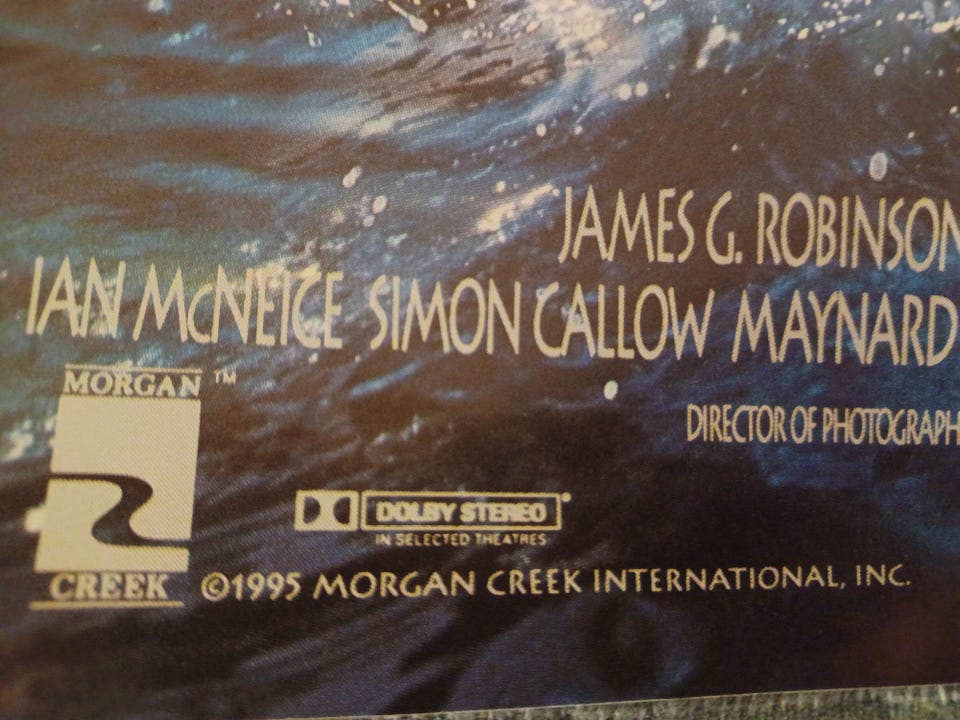 JAMES G. ROBINSON
IAN McNEICE SIMON CALLOW MAYNARD
DIRECTOR OF PHOTOGRAPH
MORGAN ™
CREEK
DOLBY STEREO
IN SELECTED THEATRES
©1995 MORGAN CREEK INTERNATIONAL, INC.